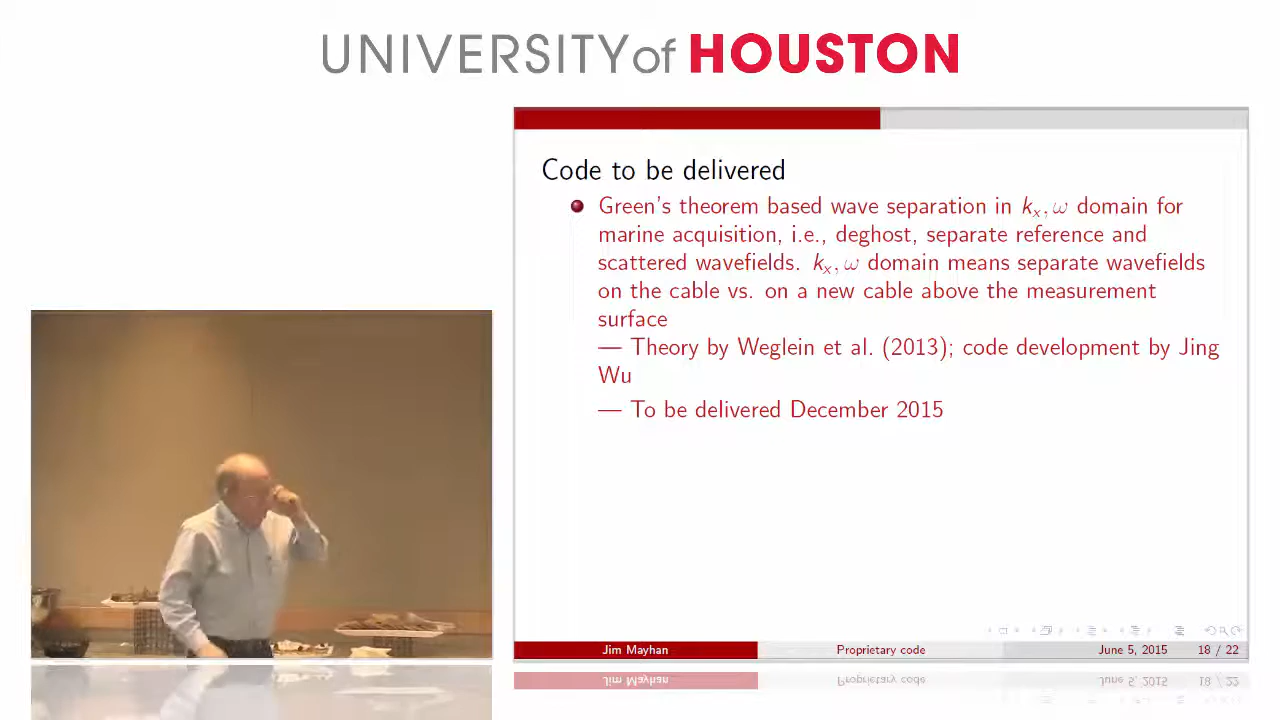 UNIVERSITY of HOUSTON
Code to be delivered
Green's theorem based wave separation in kₓ, ω domain for
marine acquisition, i.e., deghost, separate reference and
scattered wavefields. kₓ, ω domain means separate wavefields
on the cable vs. on a new cable above the measurement
surface
— Theory by Weglein et al. (2013); code development by Jing
Wu
— To be delivered December 2015
Jim Mayhan Proprietary code June 5, 2015 18 / 22